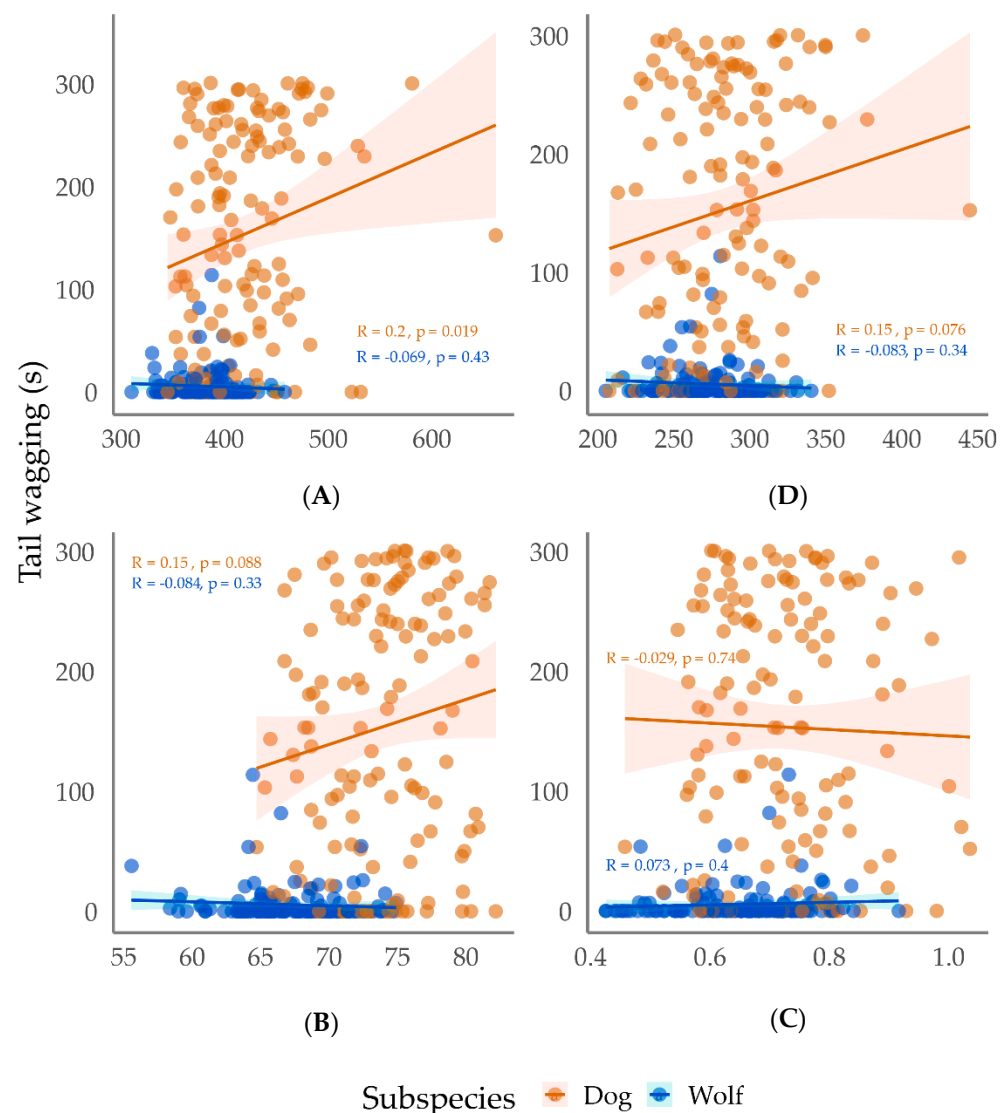 Tail wagging (s)
300
200
100
0
R = 0.2 , p = 0.019
R = -0.069, p = 0.43
300 400 500 600
(A)
300
200
100
0
R = 0.15 , p = 0.076
R = -0.083, p = 0.34
200 250 300 350 400 450
(D)
300
200
100
0
R = 0.15 , p = 0.088
R = -0.084, p = 0.33
55 60 65 70 75 80
(B)
300
200
100
0
R = -0.029, p = 0.74
R = 0.073 , p = 0.4
0.4 0.6 0.8 1.0
(C)
Subspecies Dog Wolf